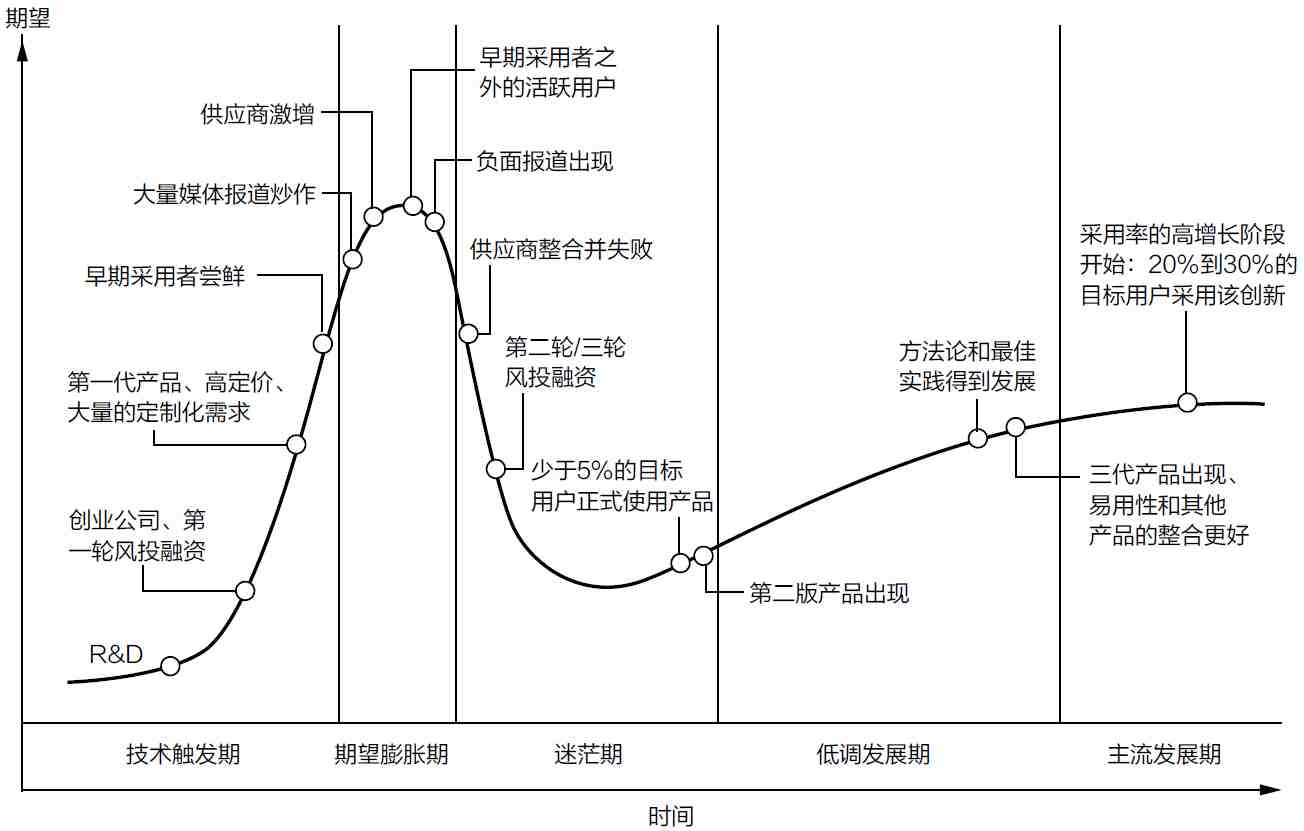 期望
早期采用者之
外的活跃用户
供应商激增
负面报道出现
大量媒体报道炒作
供应商整合并失败
早期采用者尝鲜
采用率的高增长阶段
开始：20%到30%的
目标用户采用该创新
第二轮/三轮
风投融资
方法论和最佳
实践得到发展
第一代产品、高定价、
大量的定制化需求
少于5%的目标
用户正式使用产品
三代产品出现、
易用性和其他
产品的整合更好
创业公司、第
一轮风投融资
第二版产品出现
R&D
技术触发期
期望膨胀期
迷茫期
低调发展期
主流发展期
时间